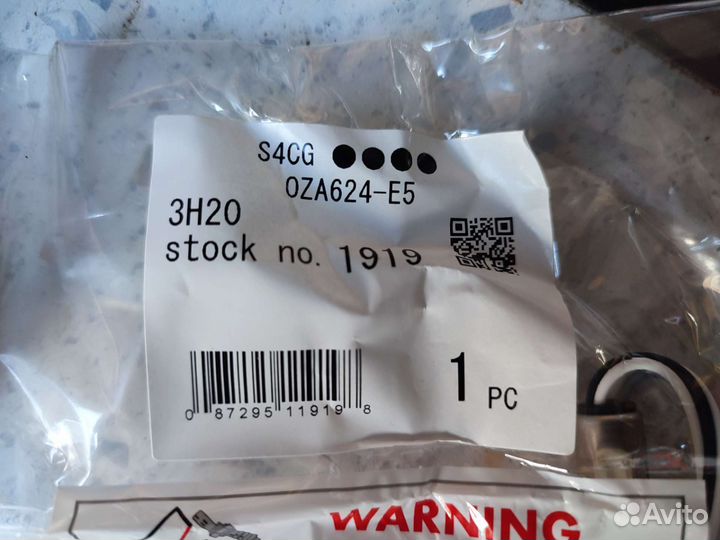 S4CG ●●●●
OZA624-E5
3H20
stock no. 1919
0 87295 11919 8
1 PC
WARNING
Avito